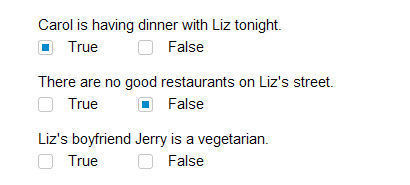 Carol is having dinner with Liz tonight.
True False
There are no good restaurants on Liz's street.
True False
Liz's boyfriend Jerry is a vegetarian.
True False